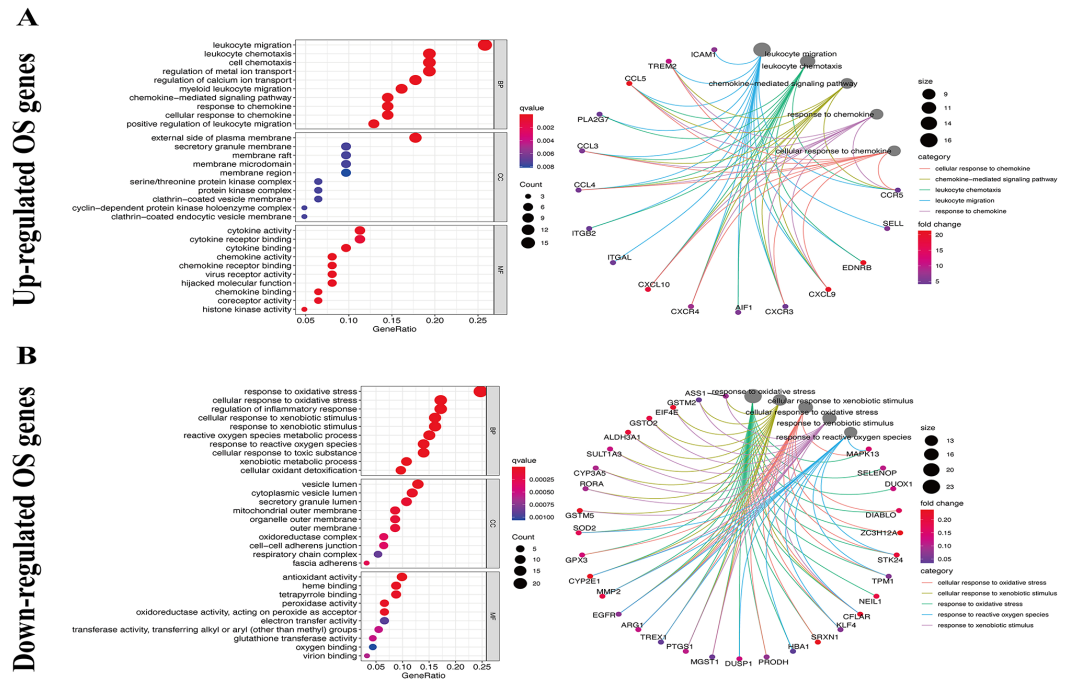 A
Up-regulated OS genes
leukocyte migration
leukocyte chemotaxis
cell chemotaxis
regulation of metal ion transport
regulation of calcium ion transport
myeloid leukocyte migration
chemokine−mediated signaling pathway
response to chemokine
cellular response to chemokine
positive regulation of leukocyte migration
BP
external side of plasma membrane
secretory granule membrane
membrane raft
membrane microdomain
membrane region
serine/threonine protein kinase complex
protein kinase complex
clathrin−coated vesicle membrane
cyclin−dependent protein kinase holoenzyme complex
clathrin−coated endocytic vesicle membrane
CC
cytokine activity
cytokine receptor binding
cytokine binding
chemokine activity
chemokine receptor binding
virus receptor activity
hijacked molecular function
chemokine binding
coreceptor activity
histone kinase activity
MF
0.05 0.10 0.15 0.20 0.25
GeneRatio
qvalue
0.002
0.004
0.006
0.008
Count
3
6
9
12
15
ICAM1
TREM2
CCL5
PLA2G7
CCL3
CCL4
ITGB2
ITGAL
CXCL10
CXCR4
AIF1
CXCR3
CXCL9
EDNRB
SELL
CCR5
leukocyte migration
leukocyte chemotaxis
chemokine−mediated signaling pathway
response to chemokine
cellular response to chemokine
size
9
11
14
16
category
cellular response to chemokine
chemokine−mediated signaling pathway
leukocyte chemotaxis
leukocyte migration
response to chemokine
fold change
20
15
10
5
B
Down-regulated OS genes
response to oxidative stress
cellular response to oxidative stress
regulation of inflammatory response
cellular response to xenobiotic stimulus
response to xenobiotic stimulus
reactive oxygen species metabolic process
response to reactive oxygen species
cellular response to toxic substance
xenobiotic metabolic process
cellular oxidant detoxification
BP
vesicle lumen
cytoplasmic vesicle lumen
secretory granule lumen
mitochondrial outer membrane
organelle outer membrane
outer membrane
oxidoreductase complex
cell−cell adherens junction
respiratory chain complex
fascia adherens
CC
antioxidant activity
heme binding
tetrapyrrole binding
peroxidase activity
oxidoreductase activity, acting on peroxide as acceptor
electron transfer activity
transferase activity, transferring alkyl or aryl (other than methyl) groups
glutathione transferase activity
oxygen binding
virion binding
MF
0.05 0.10 0.15 0.20 0.25
GeneRatio
qvalue
0.00025
0.00050
0.00075
0.00100
Count
5
10
15
20
ASS1
GSTM2
EIF4E
GSTO2
ALDH3A1
SULT1A3
CYP3A5
RORA
GSTM5
SOD2
GPX3
CYP2E1
MMP2
EGFR
ARG1
TREX1
PTGS1
MGST1
DUSP1
PRODH
HBA1
SRXN1
KLF4
CFLAR
NEIL1
TPM1
STK24
ZC3H12A
DIABLO
DUOX1
SELENOP
MAPK13
response to oxidative stress
cellular response to xenobiotic stimulus
cellular response to oxidative stress
response to xenobiotic stimulus
response to reactive oxygen species
size
13
16
20
23
fold change
0.20
0.15
0.10
0.05
category
cellular response to oxidative stress
cellular response to xenobiotic stimulus
response to oxidative stress
response to reactive oxygen species
response to xenobiotic stimulus